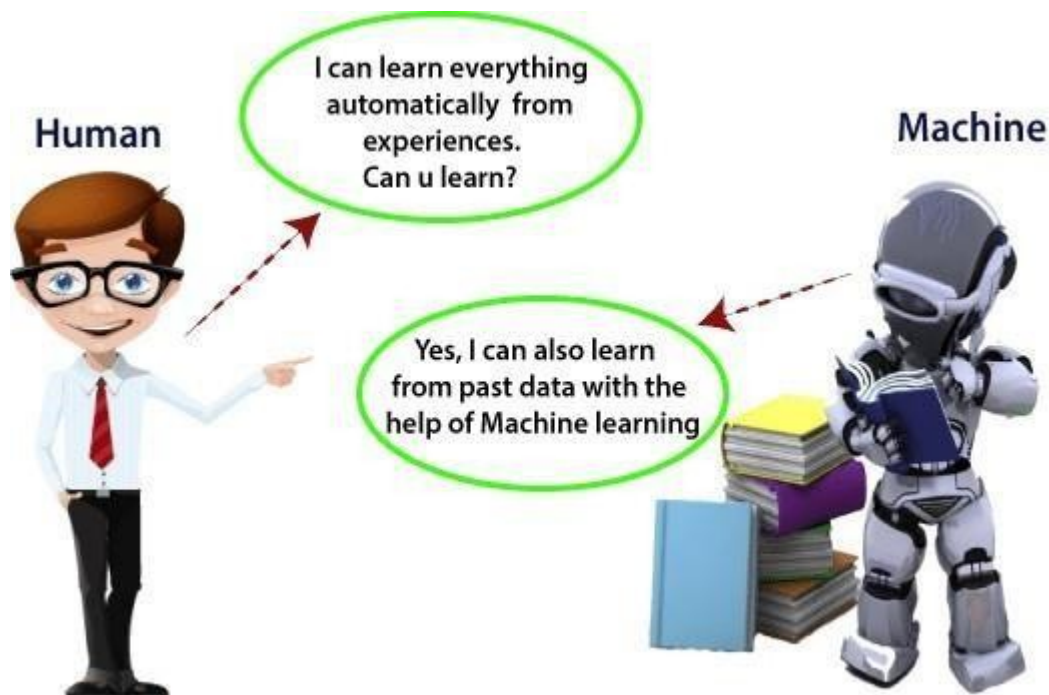 Human
I can learn everything
automatically from
experiences.
Can u learn?
Machine
Yes, I can also learn
from past data with the
help of Machine learning